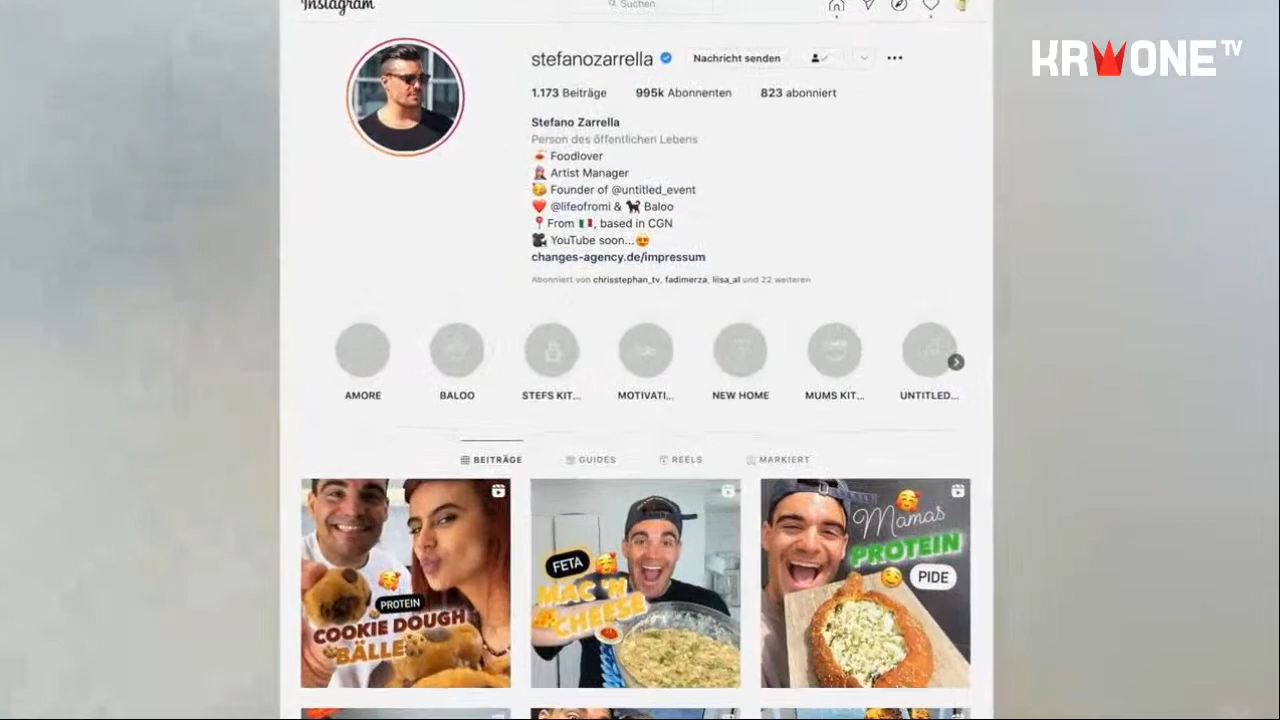 Instagram
Suchen
KRONE TV
stefanozarrella
Nachricht senden
1.173 Beiträge 995k Abonnenten 823 abonniert
Stefano Zarrella
Person des öffentlichen Lebens
Foodlover
Artist Manager
Founder of @untitled_event
@lifeofromi & Baloo
From 🇮🇹, based in CGN
YouTube soon...
changes-agency.de/impressum
Abonniert von chrisstephan_tv, fadimerza, liisa_al und 22 weiteren
AMORE BALOO STEFS KIT... MOTIVATI... NEW HOME MUMS KIT... UNTITLED...
BEITRÄGE GUIDES REELS MARKIERT
PROTEIN
COOKIE DOUGH
BÄLLE
FETA
MAC 'N
CHEESE
Mamas
PROTEIN
PIDE